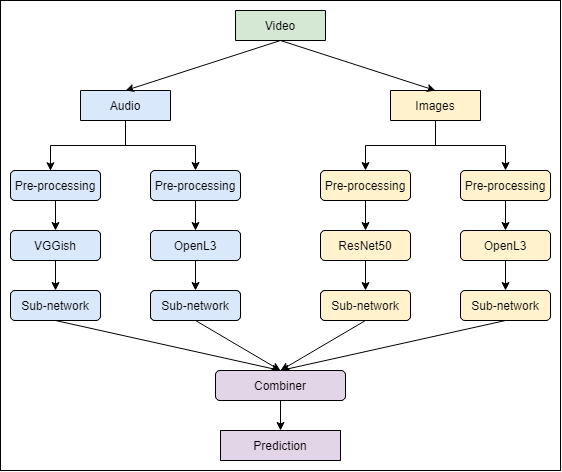 Video
Audio
Images
Pre-processing
Pre-processing
Pre-processing
Pre-processing
VGGish
OpenL3
ResNet50
OpenL3
Sub-network
Sub-network
Sub-network
Sub-network
Combiner
Prediction